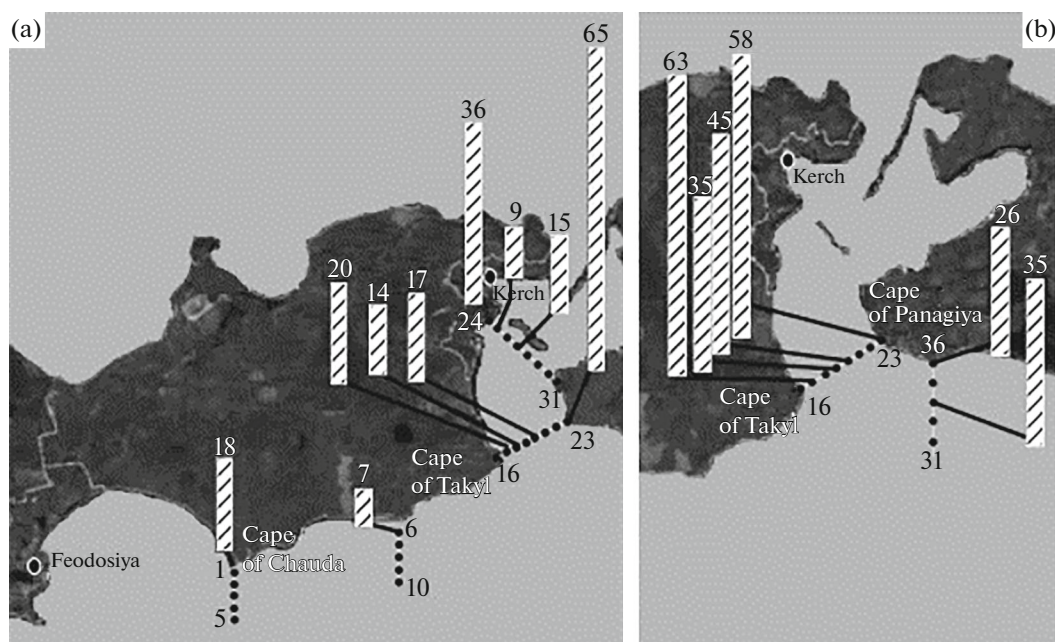 (a)
65
36
9
15
20
14
17
Kerch
24
31
23
16
Cape
of Takyl
18
7
Cape
of Chauda
6
1
10
5
Feodosiya
(b)
58
63
45
35
Kerch
26
35
Cape
of Panagiya
23
36
16
Cape
of Takyl
31